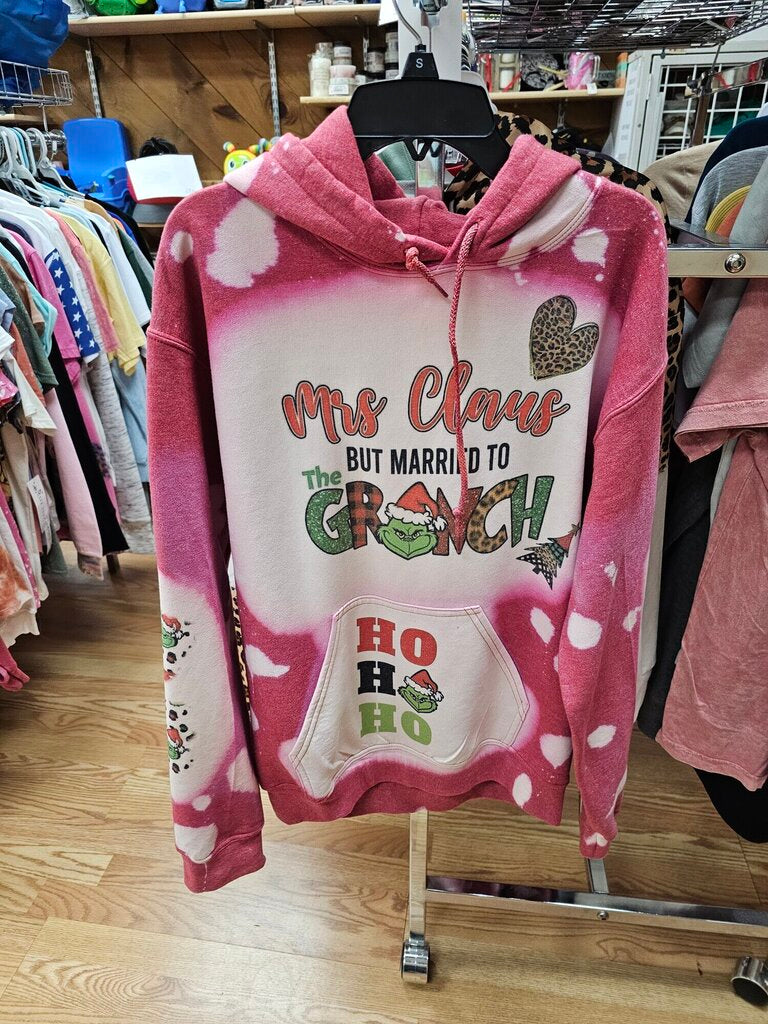 S
Mrs Claus
BUT MARRIED TO
The
GRINCH
HO
HO
HO